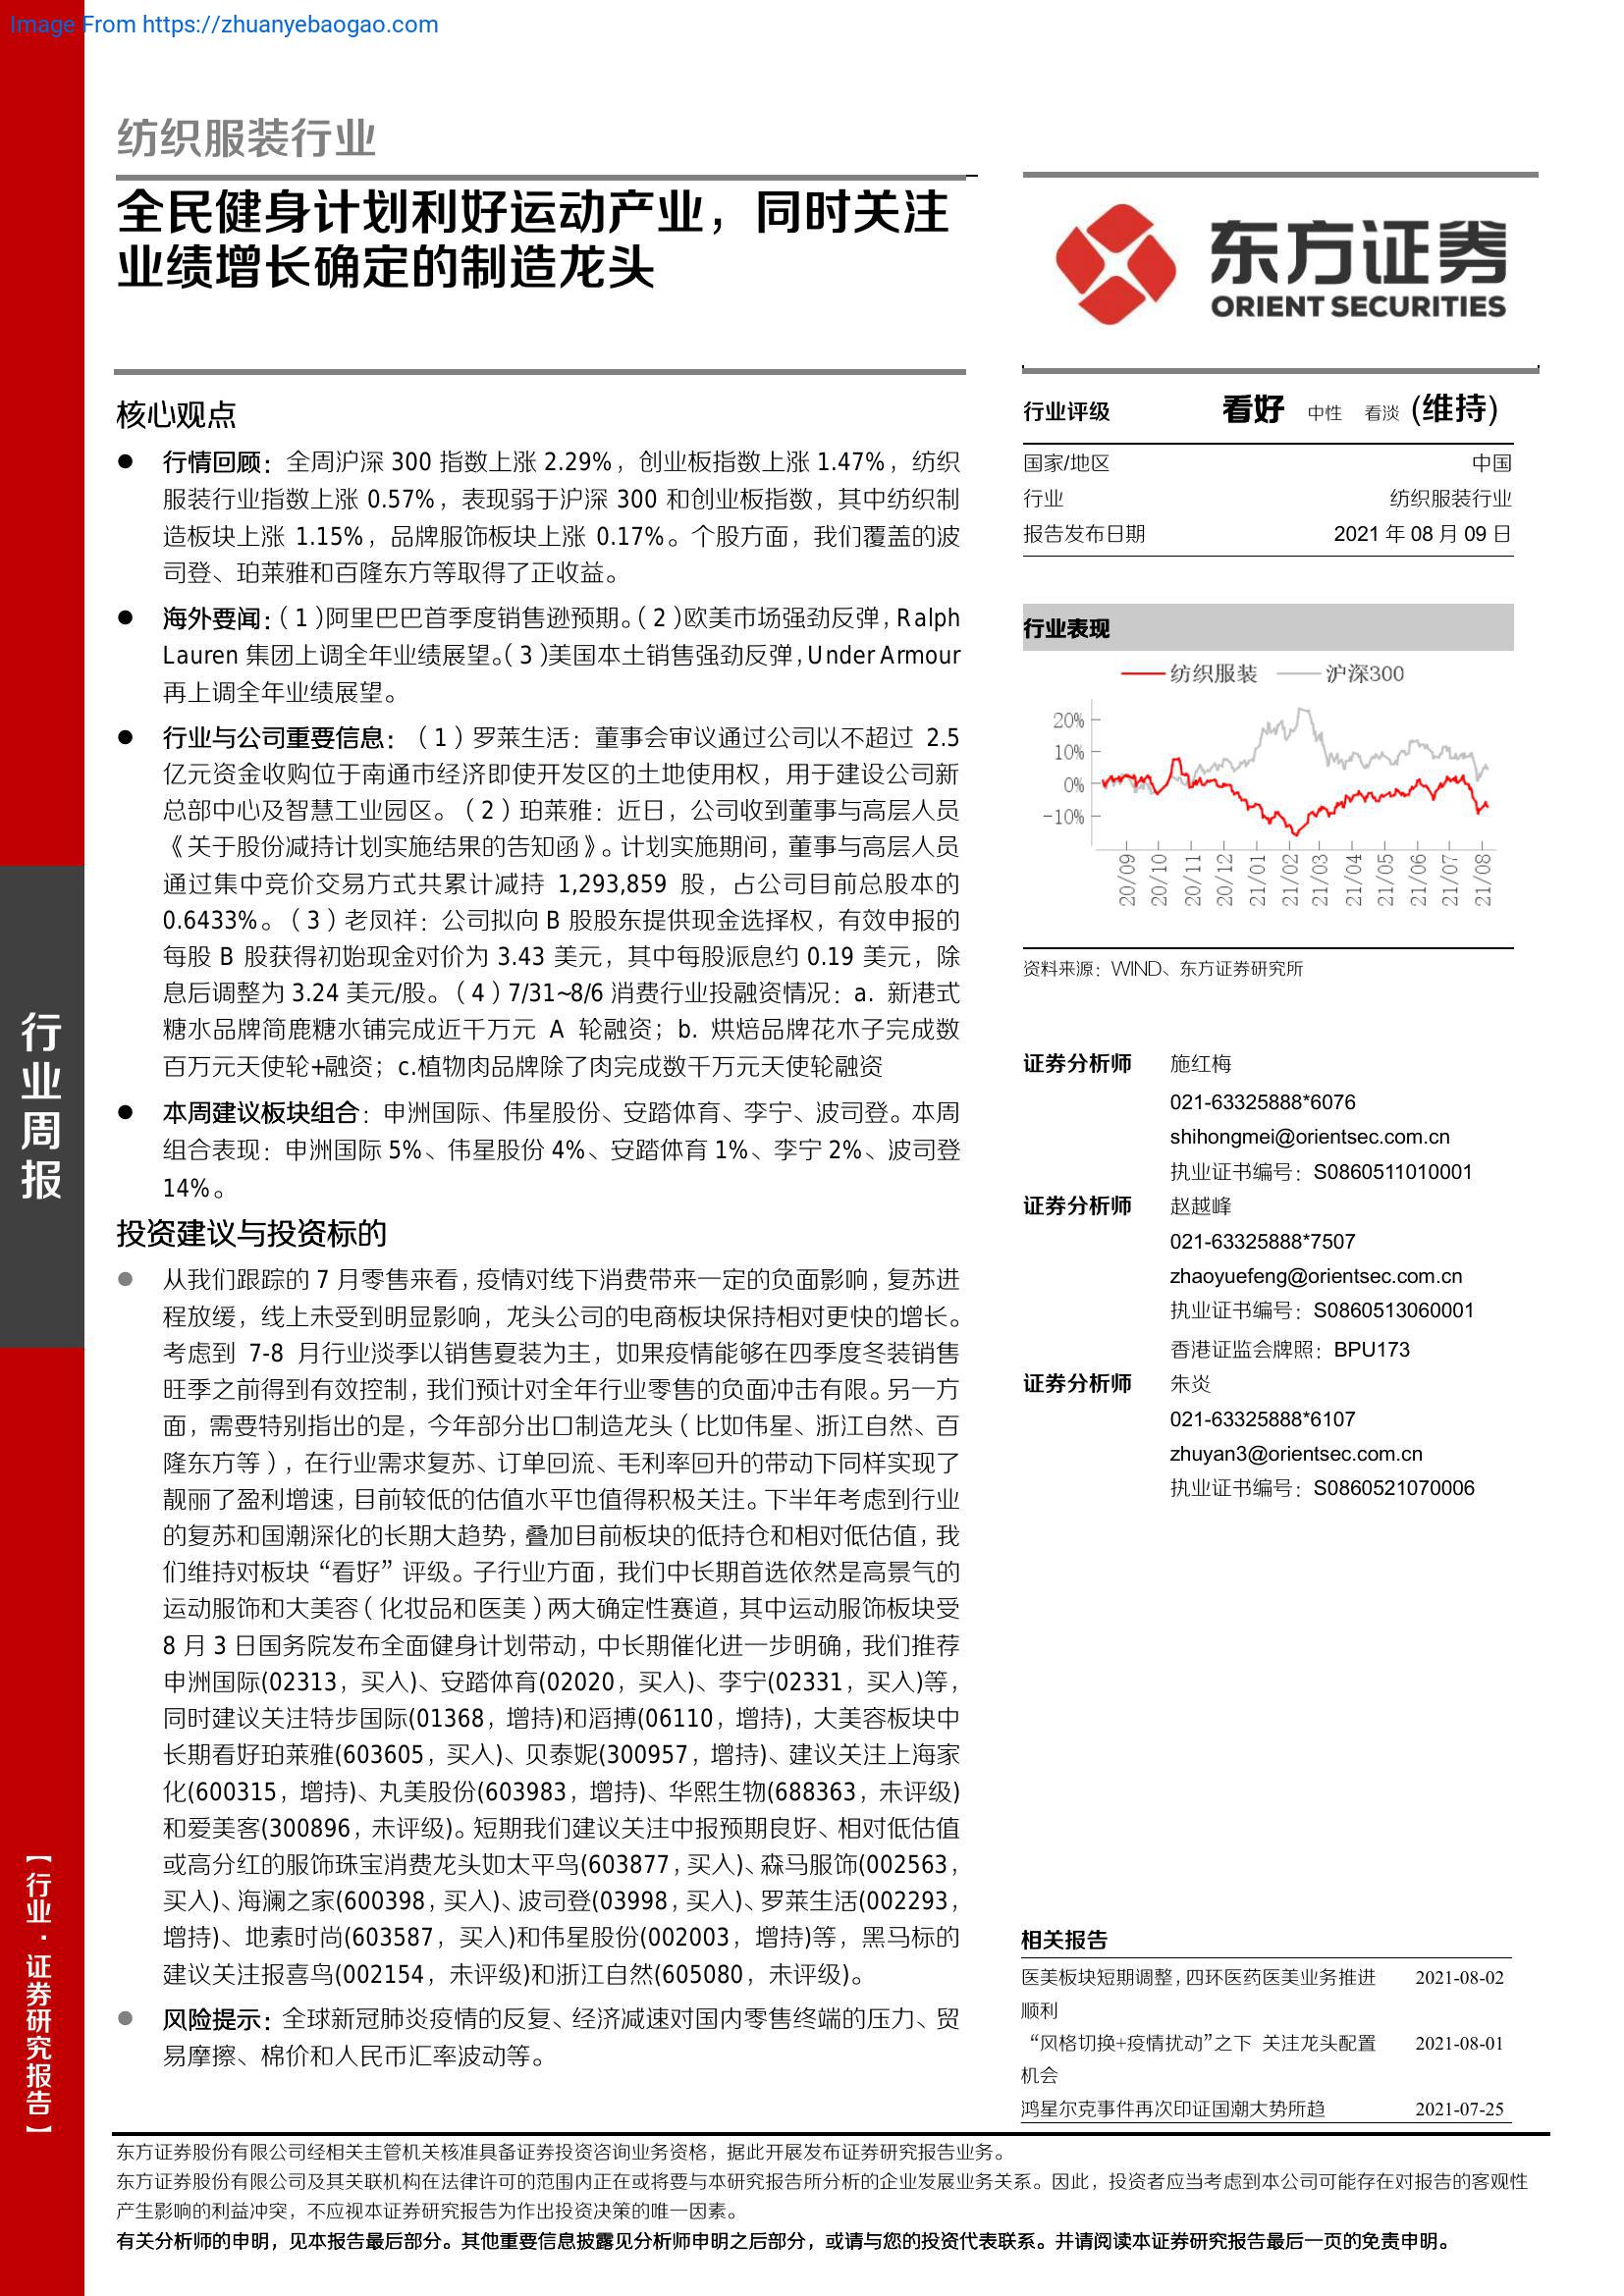 Image From https://zhuanyebaogao.com
纺织服装行业
全民健身计划利好运动产业，同时关注
业绩增长确定的制造龙头
核心观点
● 行情回顾：全周沪深 300 指数上涨 2.29%，创业板指数上涨 1.47%，纺织
服装行业指数上涨 0.57%，表现弱于沪深 300 和创业板指数，其中纺织制
造板块上涨 1.15%，品牌服饰板块上涨 0.17%。个股方面，我们覆盖的波
司登、珀莱雅和百隆东方等取得了正收益。
● 海外要闻：（1）阿里巴巴首季度销售逊预期。（2）欧美市场强劲反弹，Ralph
Lauren 集团上调全年业绩展望。（3）美国本土销售强劲反弹，Under Armour
再上调全年业绩展望。
● 行业与公司重要信息：（1）罗莱生活：董事会审议通过公司以不超过 2.5
亿元资金收购位于南通市经济即使开发区的土地使用权，用于建设公司新
总部中心及智慧工业园区。（2）珀莱雅：近日，公司收到董事与高层人员
《关于股份减持计划实施结果的告知函》。计划实施期间，董事与高层人员
通过集中竞价交易方式共累计减持 1,293,859 股，占公司目前总股本的
0.6433%。（3）老凤祥：公司拟向 B 股股东提供现金选择权，有效申报的
每股 B 股获得初始现金对价为 3.43 美元，其中每股派息约 0.19 美元，除
息后调整为 3.24 美元/股。（4）7/31~8/6 消费行业投融资情况：a. 新港式
糖水品牌简鹿糖水铺完成近千万元 A 轮融资；b. 烘焙品牌花木子完成数
百万元天使轮+融资；c.植物肉品牌除了肉完成数千万元天使轮融资
● 本周建议板块组合：申洲国际、伟星股份、安踏体育、李宁、波司登。本周
组合表现：申洲国际 5%、伟星股份 4%、安踏体育 1%、李宁 2%、波司登
14%。
投资建议与投资标的
● 从我们跟踪的 7 月零售来看，疫情对线下消费带来一定的负面影响，复苏进
程放缓，线上未受到明显影响，龙头公司的电商板块保持相对更快的增长。
考虑到 7-8 月行业淡季以销售夏装为主，如果疫情能够在四季度冬装销售
旺季之前得到有效控制，我们预计对全年行业零售的负面冲击有限。另一方
面，需要特别指出的是，今年部分出口制造龙头（比如伟星、浙江自然、百
隆东方等），在行业需求复苏、订单回流、毛利率回升的带动下同样实现了
靓丽了盈利增速，目前较低的估值水平也值得积极关注。下半年考虑到行业
的复苏和国潮深化的长期大趋势，叠加目前板块的低持仓和相对低估值，我
们维持对板块“看好”评级。子行业方面，我们中长期首选依然是高景气的
运动服饰和大美容（化妆品和医美）两大确定性赛道，其中运动服饰板块受
8 月 3 日国务院发布全面健身计划带动，中长期催化进一步明确，我们推荐
申洲国际(02313，买入)、安踏体育(02020，买入)、李宁(02331，买入)等，
同时建议关注特步国际(01368，增持)和滔搏(06110，增持)，大美容板块中
长期看好珀莱雅(603605，买入)、贝泰妮(300957，增持)、建议关注上海家
化(600315，增持)、丸美股份(603983，增持)、华熙生物(688363，未评级)
和爱美客(300896，未评级)。短期我们建议关注中报预期良好、相对低估值
或高分红的服饰珠宝消费龙头如太平鸟(603877，买入)、森马服饰(002563，
买入)、海澜之家(600398，买入)、波司登(03998，买入)、罗莱生活(002293，
增持)、地素时尚(603587，买入)和伟星股份(002003，增持)等，黑马标的
建议关注报喜鸟(002154，未评级)和浙江自然(605080，未评级)。
● 风险提示：全球新冠肺炎疫情的反复、经济减速对国内零售终端的压力、贸
易摩擦、棉价和人民币汇率波动等。
东方证券
ORIENT SECURITIES
行业评级 看好 中性 看淡 (维持)
国家/地区 中国
行业 纺织服装行业
报告发布日期 2021 年 08 月 09 日
行业表现
纺织服装 沪深300
20%
10%
0%
-10%
20/09 20/10 20/11 20/12 21/01 21/02 21/03 21/04 21/05 21/06 21/07 21/08
资料来源：WIND、东方证券研究所
证券分析师 施红梅
021-63325888*6076
shihongmei@orientsec.com.cn
执业证书编号：S0860511010001
证券分析师 赵越峰
021-63325888*7507
zhaoyuefeng@orientsec.com.cn
执业证书编号：S0860513060001
香港证监会牌照：BPU173
证券分析师 朱炎
021-63325888*6107
zhuyan3@orientsec.com.cn
执业证书编号：S0860521070006
相关报告
医美板块短期调整，四环医药医美业务推进 2021-08-02
顺利
“风格切换+疫情扰动”之下 关注龙头配置 2021-08-01
机会
鸿星尔克事件再次印证国潮大势所趋 2021-07-25
行业周报
【行业·证券研究报告】
东方证券股份有限公司经相关主管机关核准具备证券投资咨询业务资格，据此开展发布证券研究报告业务。
东方证券股份有限公司及其关联机构在法律许可的范围内正在或将要与本研究报告所分析的企业发展业务关系。因此，投资者应当考虑到本公司可能存在对报告的客观性
产生影响的利益冲突，不应视本证券研究报告为作出投资决策的唯一因素。
有关分析师的申明，见本报告最后部分。其他重要信息披露见分析师申明之后部分，或请与您的投资代表联系。并请阅读本证券研究报告最后一页的免责申明。